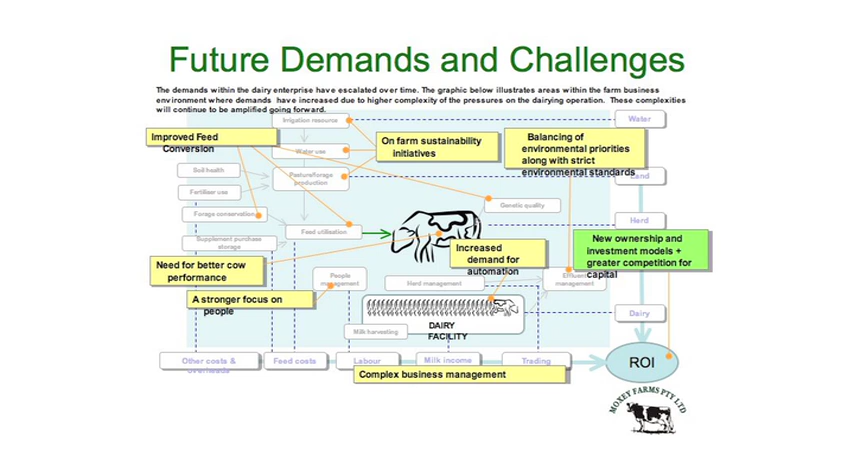 Future Demands and Challenges
The demands within the dairy enterprise have escalated over time. The graphic below illustrates areas within the farm business
environment where demands have increased due to higher complexity of the pressures on the dairying operation. These complexities
will continue to be amplified going forward.
Irrigation resource
Water
Improved Feed
Conversion
On farm sustainability
initiatives
Balancing of
environmental priorities
along with strict
environmental standards
Water use
Soil health
Pasture/forage
production
Land
Fertiliser use
Genetic quality
Forage conservation
Herd
Feed utilisation
Supplement purchase
storage
New ownership and
investment models +
greater competition for
capital
Increased
demand for
automation
Need for better cow
performance
People
management
Herd management
Effluent
management
A stronger focus on
people
Dairy
Milk harvesting
DAIRY
FACILITY
Other costs &
overheads
Feed costs
Labour
Milk income
Trading
ROI
Complex business management
MOXEY FARMS PTY LTD